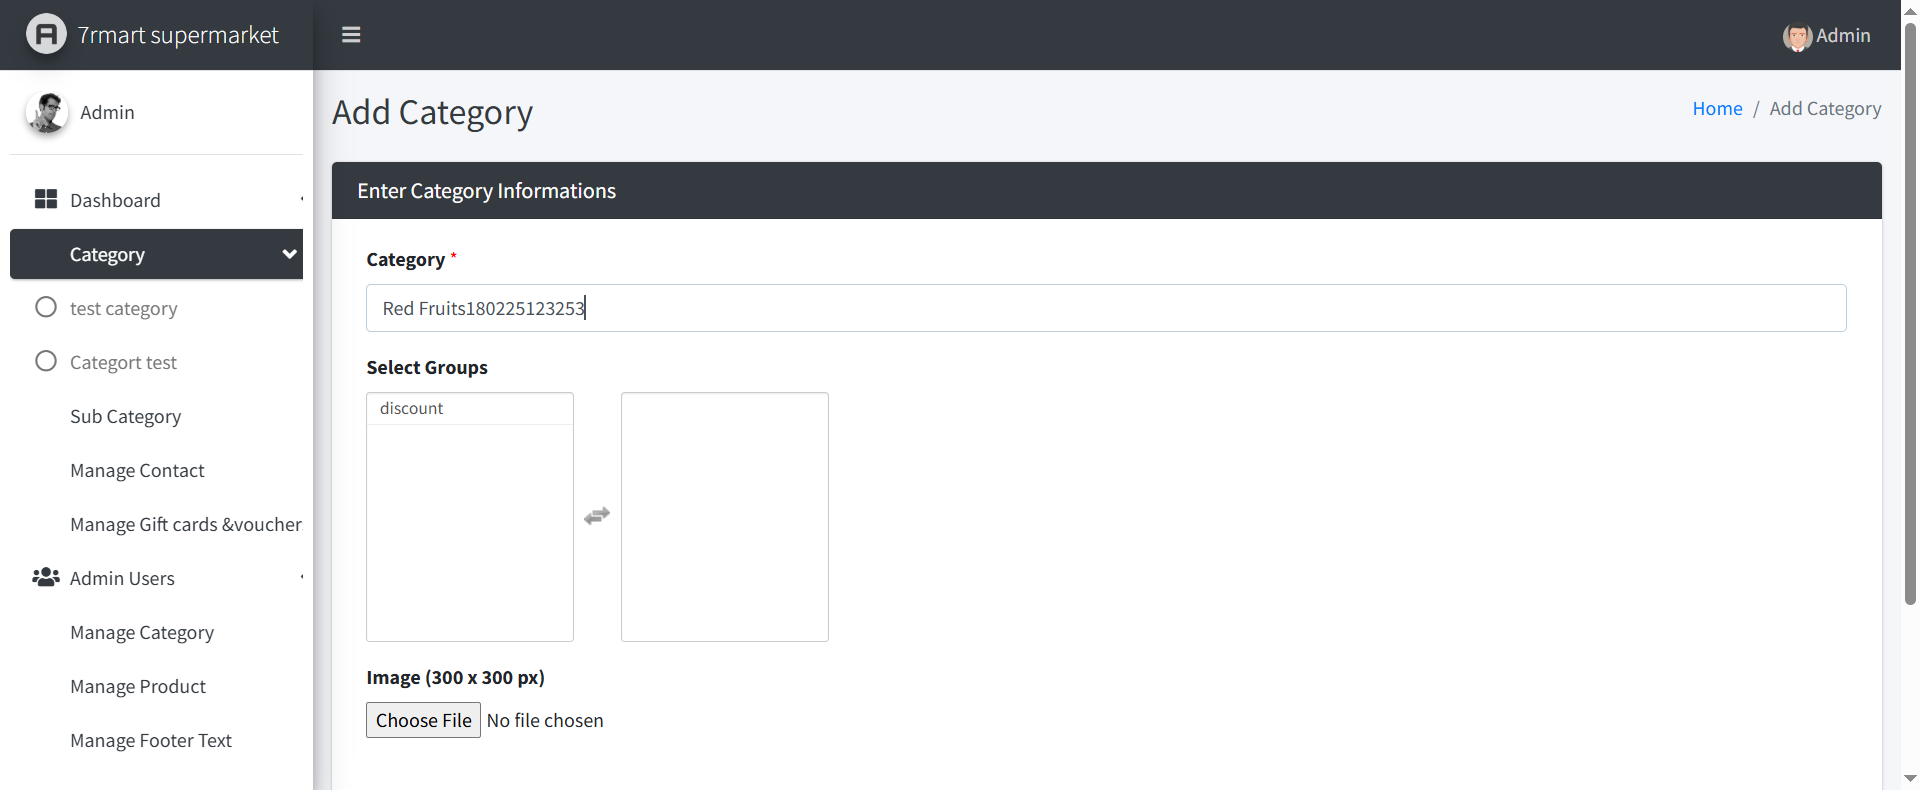 7rmart supermarket
Admin
Admin
Add Category
Home / Add Category
Dashboard
Category
test category
Categort test
Sub Category
Manage Contact
Manage Gift cards &voucher
Admin Users
Manage Category
Manage Product
Manage Footer Text
Enter Category Informations
Category *
Red Fruits180225123253
Select Groups
discount
Image (300 x 300 px)
Choose File No file chosen